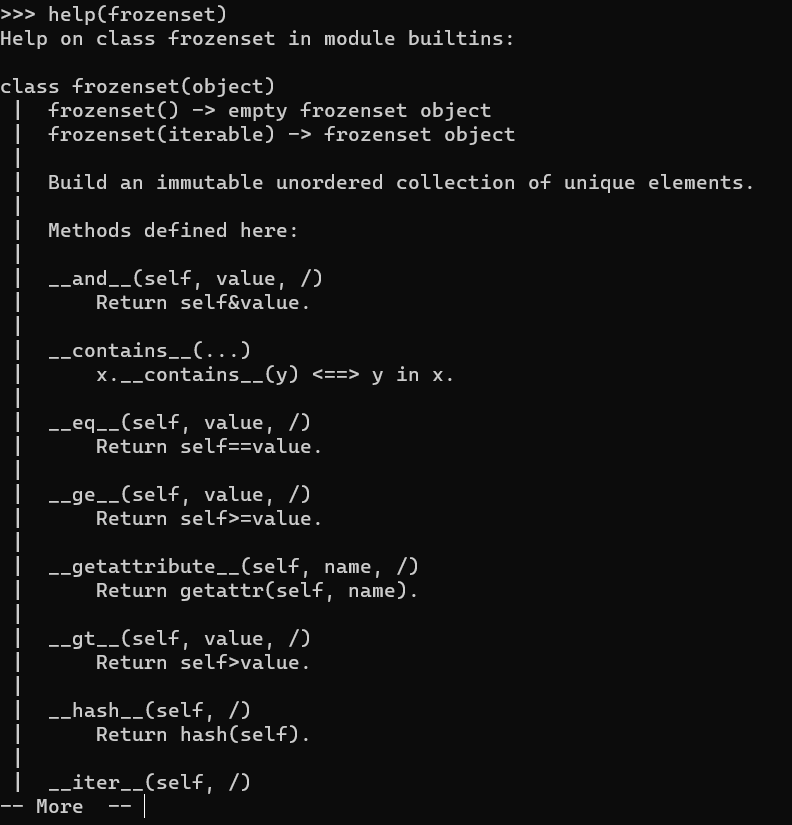 >>> help(frozenset)
Help on class frozenset in module builtins:

class frozenset(object)
 |  frozenset() -> empty frozenset object
 |  frozenset(iterable) -> frozenset object
 |
 |  Build an immutable unordered collection of unique elements.
 |
 |  Methods defined here:
 |
 |  __and__(self, value, /)
 |      Return self&value.
 |
 |  __contains__(...)
 |      x.__contains__(y) <==> y in x.
 |
 |  __eq__(self, value, /)
 |      Return self==value.
 |
 |  __ge__(self, value, /)
 |      Return self>=value.
 |
 |  __getattribute__(self, name, /)
 |      Return getattr(self, name).
 |
 |  __gt__(self, value, /)
 |      Return self>value.
 |
 |  __hash__(self, /)
 |      Return hash(self).
 |
 |  __iter__(self, /)
-- More  --